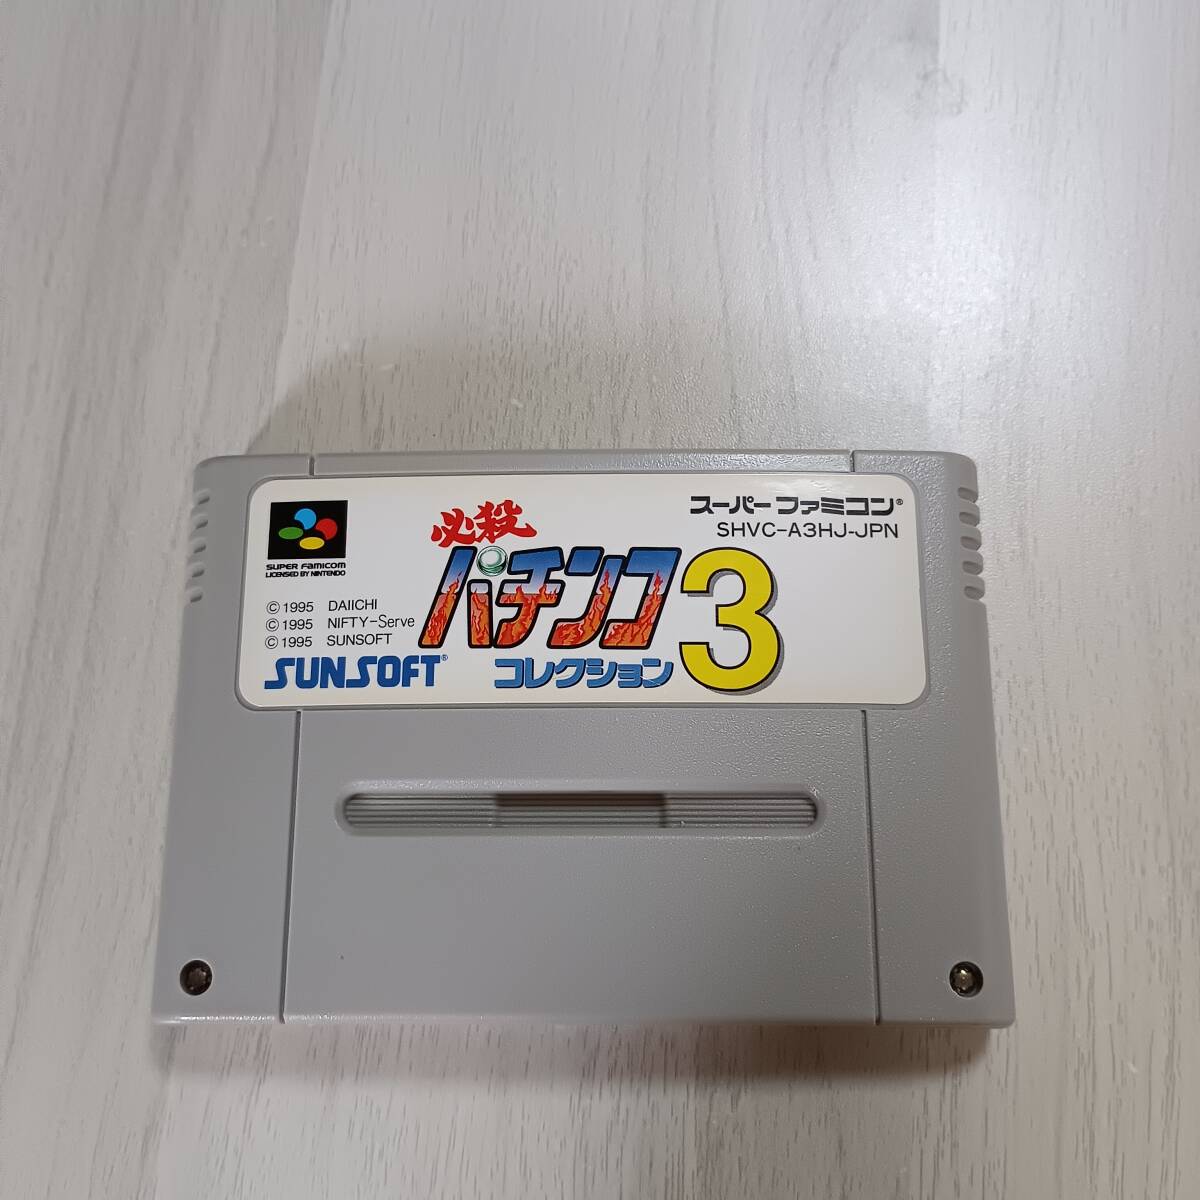 スーパーファミコン®
SHVC-A3HJ-JPN
SUPER FAMICOM
LICENSED BY NINTENDO
© 1995 DAIICHI
© 1995 NIFTY-Serve
© 1995 SUNSOFT
SUNSOFT®
必殺
パチンコ
コレクション
3